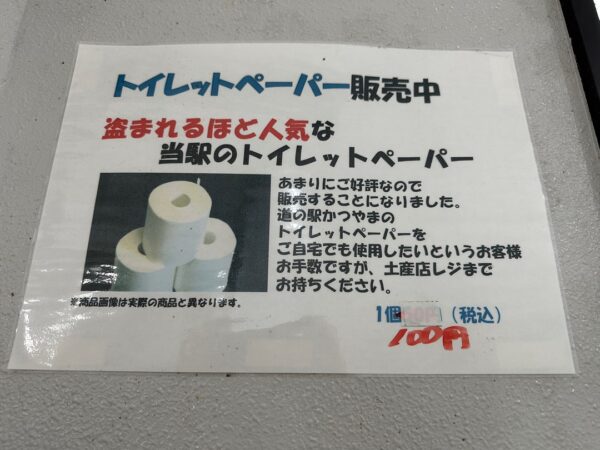 トイレットペーパー販売中
盗まれるほど人気な
当駅のトイレットペーパー
あまりにご好評なので
販売することになりました。
道の駅かつやまの
トイレットペーパーを
ご自宅でも使用したいというお客様
お手数ですが、土産店レジまで
お持ちください。
※商品画像は実際の商品と異なります。
1個 円（税込）
100円